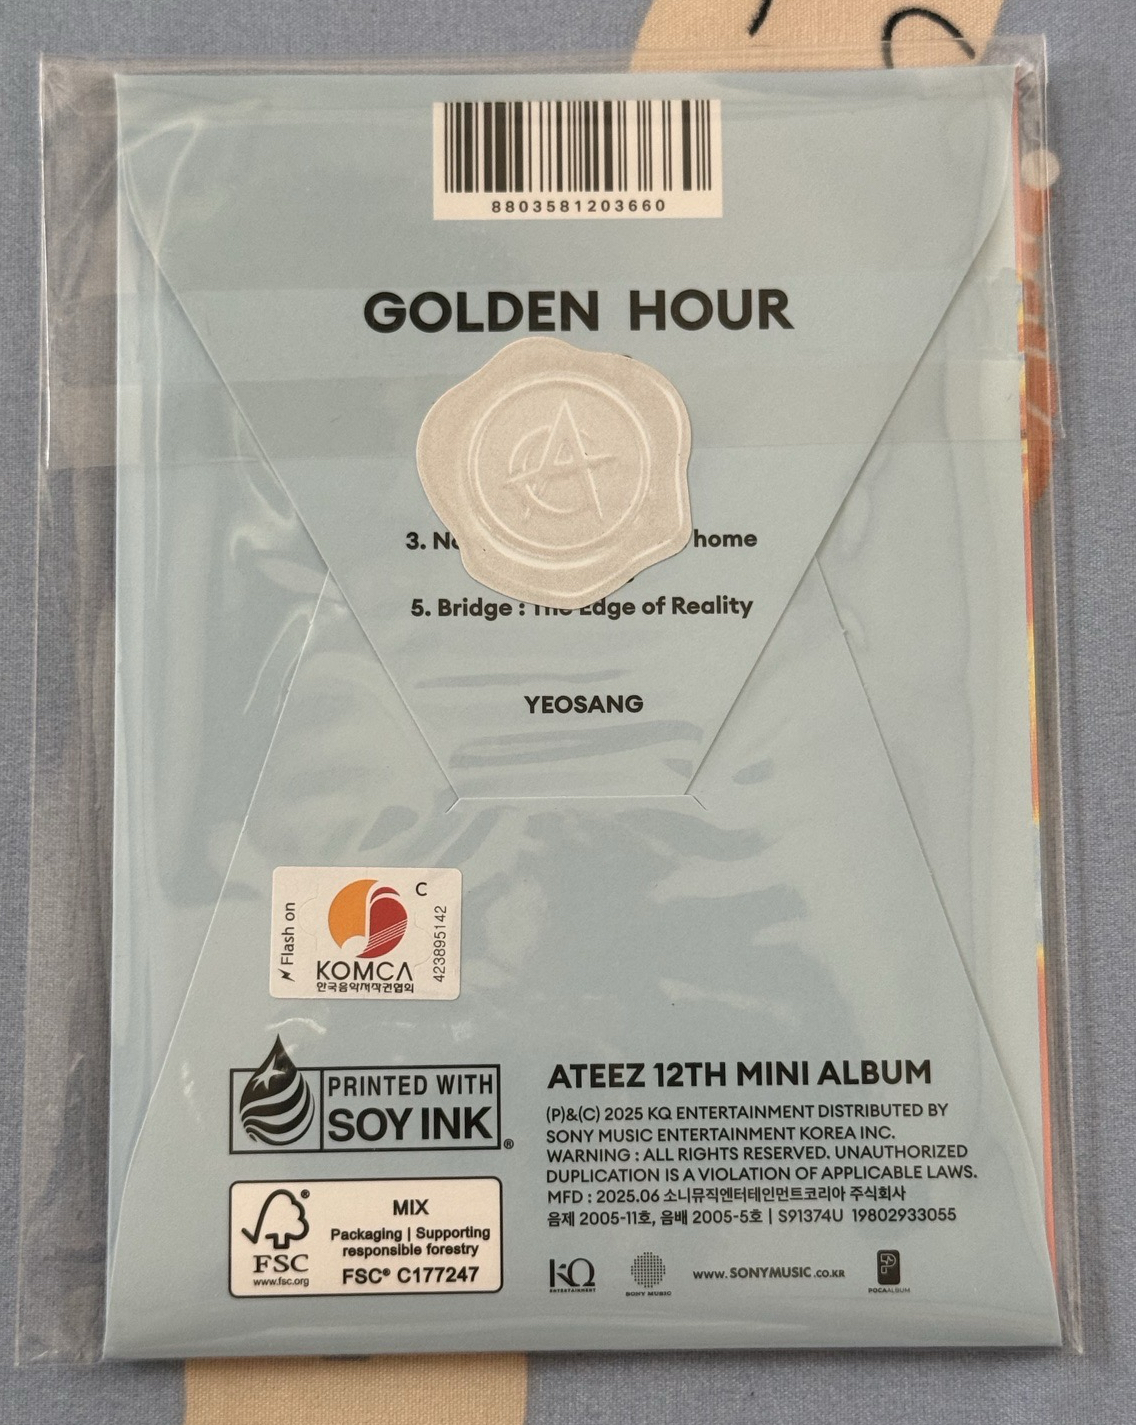 8803581203660
GOLDEN HOUR
3. home
5. Bridge : The Edge of Reality
YEOSANG
Flash on
C
423895142
KOMCA
한국음악저작권협회
PRINTED WITH
SOY INK®
FSC®
www.fsc.org
MIX
Packaging | Supporting
responsible forestry
FSC® C177247
ATEEZ 12TH MINI ALBUM
(P)&(C) 2025 KQ ENTERTAINMENT DISTRIBUTED BY
SONY MUSIC ENTERTAINMENT KOREA INC.
WARNING : ALL RIGHTS RESERVED. UNAUTHORIZED
DUPLICATION IS A VIOLATION OF APPLICABLE LAWS.
MFD : 2025.06 소니뮤직엔터테인먼트코리아 주식회사
음제 2005-11호, 음배 2005-5호 | S91374U 19802933055
KQ
ENTERTAINMENT
SONY MUSIC
www.SONYMUSIC.co.KR
POCAALBUM